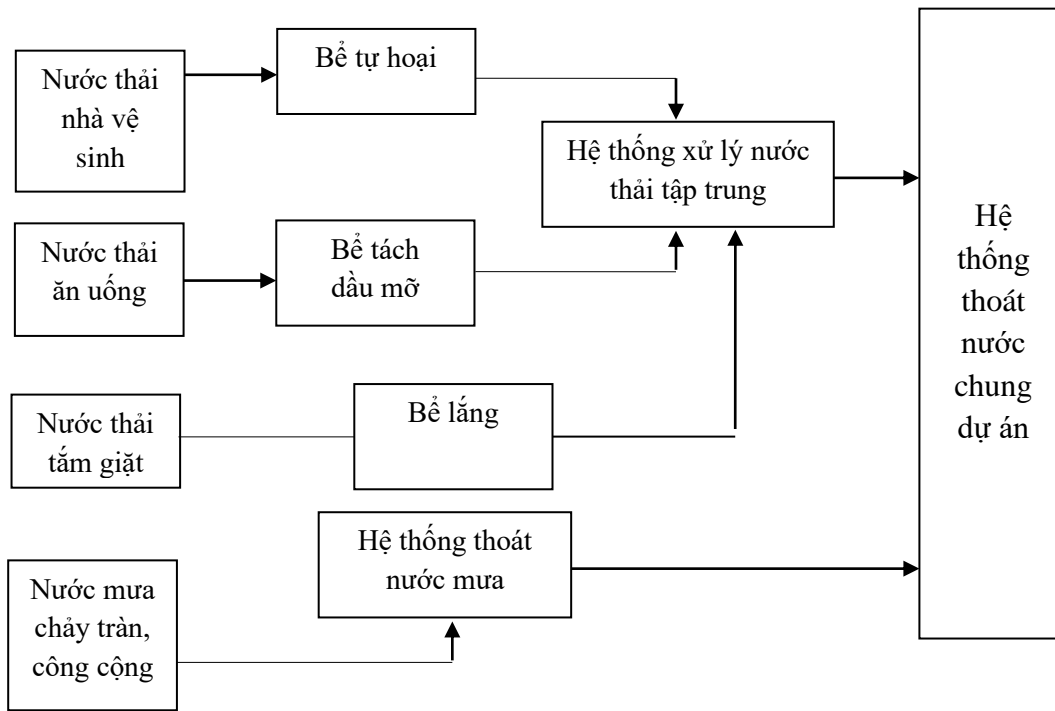 Nước thải
nhà vệ
sinh
Bể tự hoại
Hệ thống xử lý nước
thải tập trung
Nước thải
ăn uống
Bể tách
dầu mỡ
Nước thải
tắm giặt
Bể lắng
Nước mưa
chảy tràn,
công cộng
Hệ thống thoát
nước mưa
Hệ
thống
thoát
nước
chung
dự án